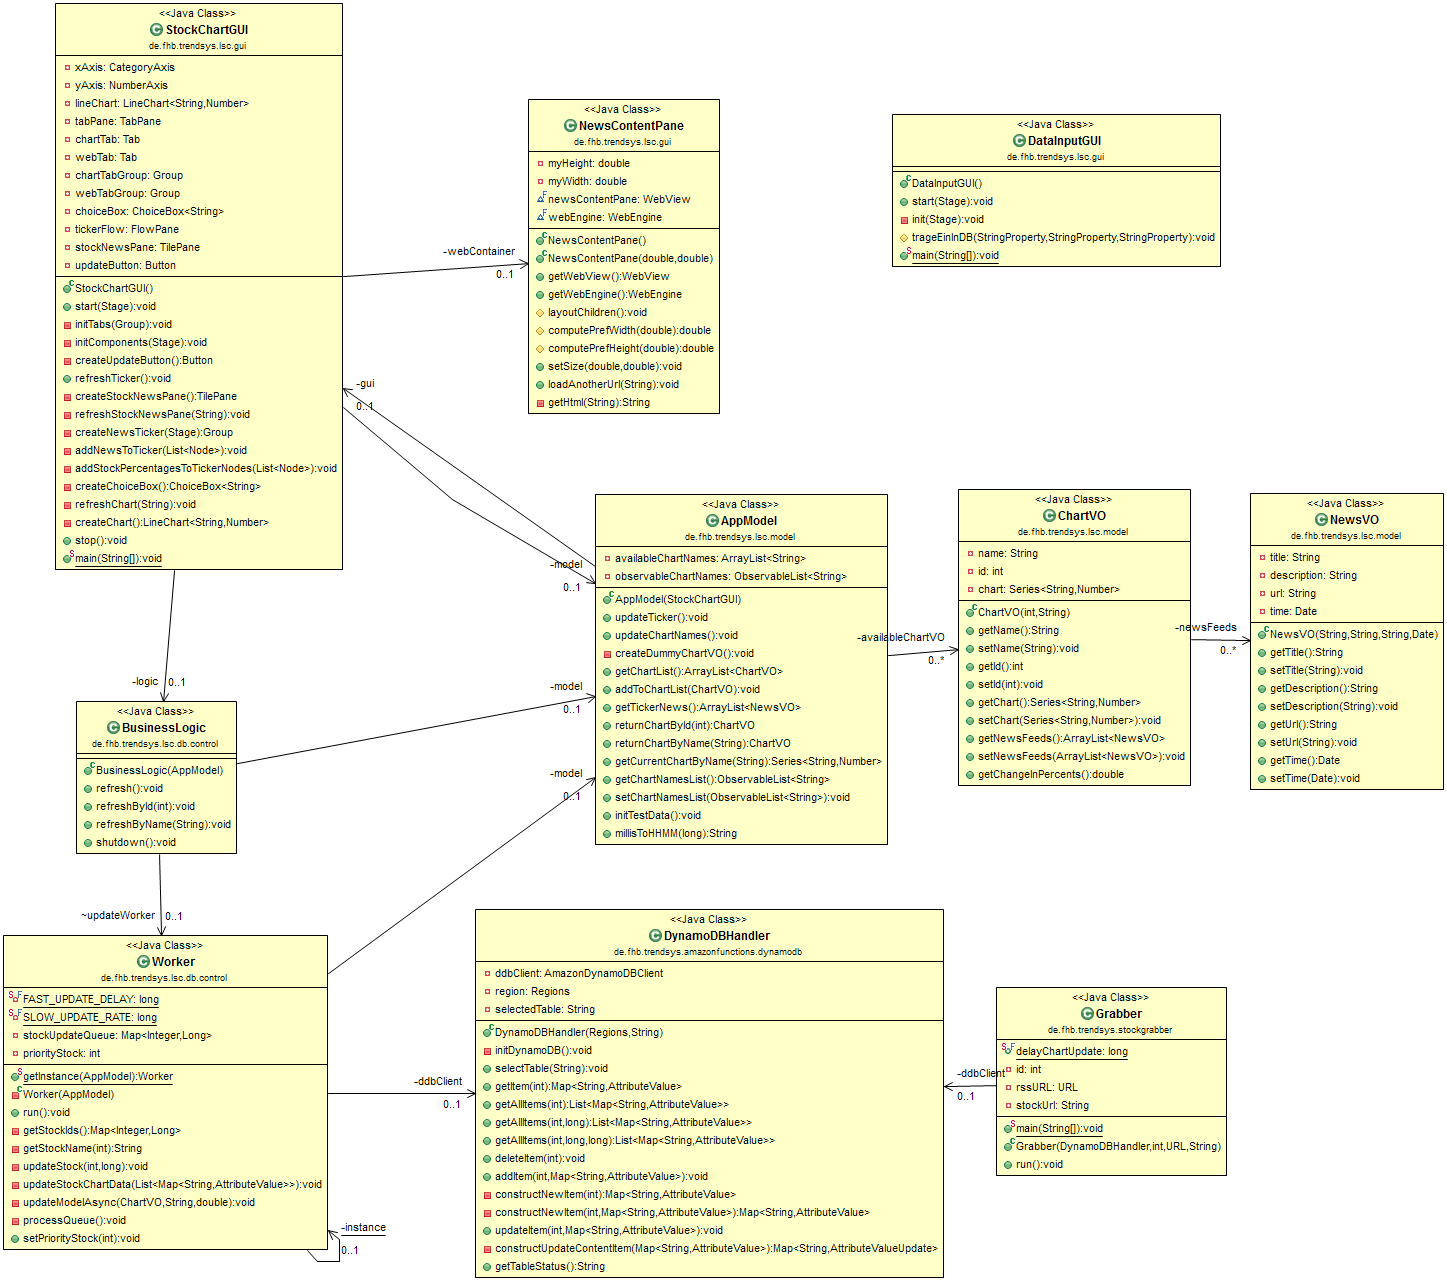 <<Java Class>>
StockChartGUI
de.fhb.trendsys.lsc.gui
xAxis: CategoryAxis
yAxis: NumberAxis
lineChart: LineChart<String,Number>
tabPane: TabPane
chartTab: Tab
webTab: Tab
chartTabGroup: Group
webTabGroup: Group
choiceBox: ChoiceBox<String>
tickerFlow: FlowPane
stockNewsPane: TilePane
updateButton: Button
StockChartGUI()
start(Stage):void
initTabs(Group):void
initComponents(Stage):void
createUpdateButton():Button
refreshTicker():void
createStockNewsPane():TilePane
refreshStockNewsPane(String):void
createNewsTicker(Stage):Group
addNewsToTicker(List<Node>):void
addStockPercentagesToTickerNodes(List<Node>):void
createChoiceBox():ChoiceBox<String>
refreshChart(String):void
createChart():LineChart<String,Number>
stop():void
main(String[]):void
-webContainer
0..1
<<Java Class>>
NewsContentPane
de.fhb.trendsys.lsc.gui
myHeight: double
myWidth: double
newsContentPane: WebView
webEngine: WebEngine
NewsContentPane()
NewsContentPane(double,double)
getWebView():WebView
getWebEngine():WebEngine
layoutChildren():void
computePrefWidth(double):double
computePrefHeight(double):double
setSize(double,double):void
loadAnotherUrl(String):void
getHtml(String):String
<<Java Class>>
DataInputGUI
de.fhb.trendsys.lsc.gui
DataInputGUI()
start(Stage):void
init(Stage):void
trageEinInDB(StringProperty,StringProperty,StringProperty):void
main(String[]):void
-gui
0..1
-model
0..1
<<Java Class>>
AppModel
de.fhb.trendsys.lsc.model
availableChartNames: ArrayList<String>
observableChartNames: ObservableList<String>
AppModel(StockChartGUI)
updateTicker():void
updateChartNames():void
createDummyChartVO():void
getChartList():ArrayList<ChartVO>
addToChartList(ChartVO):void
getTickerNews():ArrayList<NewsVO>
returnChartById(int):ChartVO
returnChartByName(String):ChartVO
getCurrentChartByName(String):Series<String,Number>
getChartNamesList():ObservableList<String>
setChartNamesList(ObservableList<String>):void
initTestData():void
millisToHHMM(long):String
-availableChartVO
0..*
<<Java Class>>
ChartVO
de.fhb.trendsys.lsc.model
name: String
id: int
chart: Series<String,Number>
ChartVO(int,String)
getName():String
setName(String):void
getId():int
setId(int):void
getChart():Series<String,Number>
setChart(Series<String,Number>):void
getNewsFeeds():ArrayList<NewsVO>
setNewsFeeds(ArrayList<NewsVO>):void
getChangeInPercents():double
-newsFeeds
0..*
<<Java Class>>
NewsVO
de.fhb.trendsys.lsc.model
title: String
description: String
url: String
time: Date
NewsVO(String,String,String,Date)
getTitle():String
setTitle(String):void
getDescription():String
setDescription(String):void
getUrl():String
setUrl(String):void
getTime():Date
setTime(Date):void
-logic
0..1
<<Java Class>>
BusinessLogic
de.fhb.trendsys.lsc.db.control
BusinessLogic(AppModel)
refresh():void
refreshById(int):void
refreshByName(String):void
shutdown():void
-model
0..1
-model
0..1
~updateWorker
0..1
<<Java Class>>
Worker
de.fhb.trendsys.lsc.db.control
FAST_UPDATE_DELAY: long
SLOW_UPDATE_RATE: long
stockUpdateQueue: Map<Integer,Long>
priorityStock: int
getInstance(AppModel):Worker
Worker(AppModel)
run():void
getStockIds():Map<Integer,Long>
getStockName(int):String
updateStock(int,long):void
updateStockChartData(List<Map<String,AttributeValue>>):void
updateModelAsync(ChartVO,String,double):void
processQueue():void
setPriorityStock(int):void
-instance
0..1
-ddbClient
0..1
<<Java Class>>
DynamoDBHandler
de.fhb.trendsys.amazonfunctions.dynamodb
ddbClient: AmazonDynamoDBClient
region: Regions
selectedTable: String
DynamoDBHandler(Regions,String)
initDynamoDB():void
selectTable(String):void
getItem(int):Map<String,AttributeValue>
getAllItems(int):List<Map<String,AttributeValue>>
getAllItems(int,long):List<Map<String,AttributeValue>>
getAllItems(int,long,long):List<Map<String,AttributeValue>>
deleteItem(int):void
addItem(int,Map<String,AttributeValue>):void
constructNewItem(int):Map<String,AttributeValue>
constructNewItem(int,Map<String,AttributeValue>):Map<String,AttributeValue>
updateItem(int,Map<String,AttributeValue>):void
constructUpdateContentItem(Map<String,AttributeValue>):Map<String,AttributeValueUpdate>
getTableStatus():String
-ddbClient
0..1
<<Java Class>>
Grabber
de.fhb.trendsys.stockgrabber
delayChartUpdate: long
id: int
rssURL: URL
stockUrl: String
main(String[]):void
Grabber(DynamoDBHandler,int,URL,String)
run():void